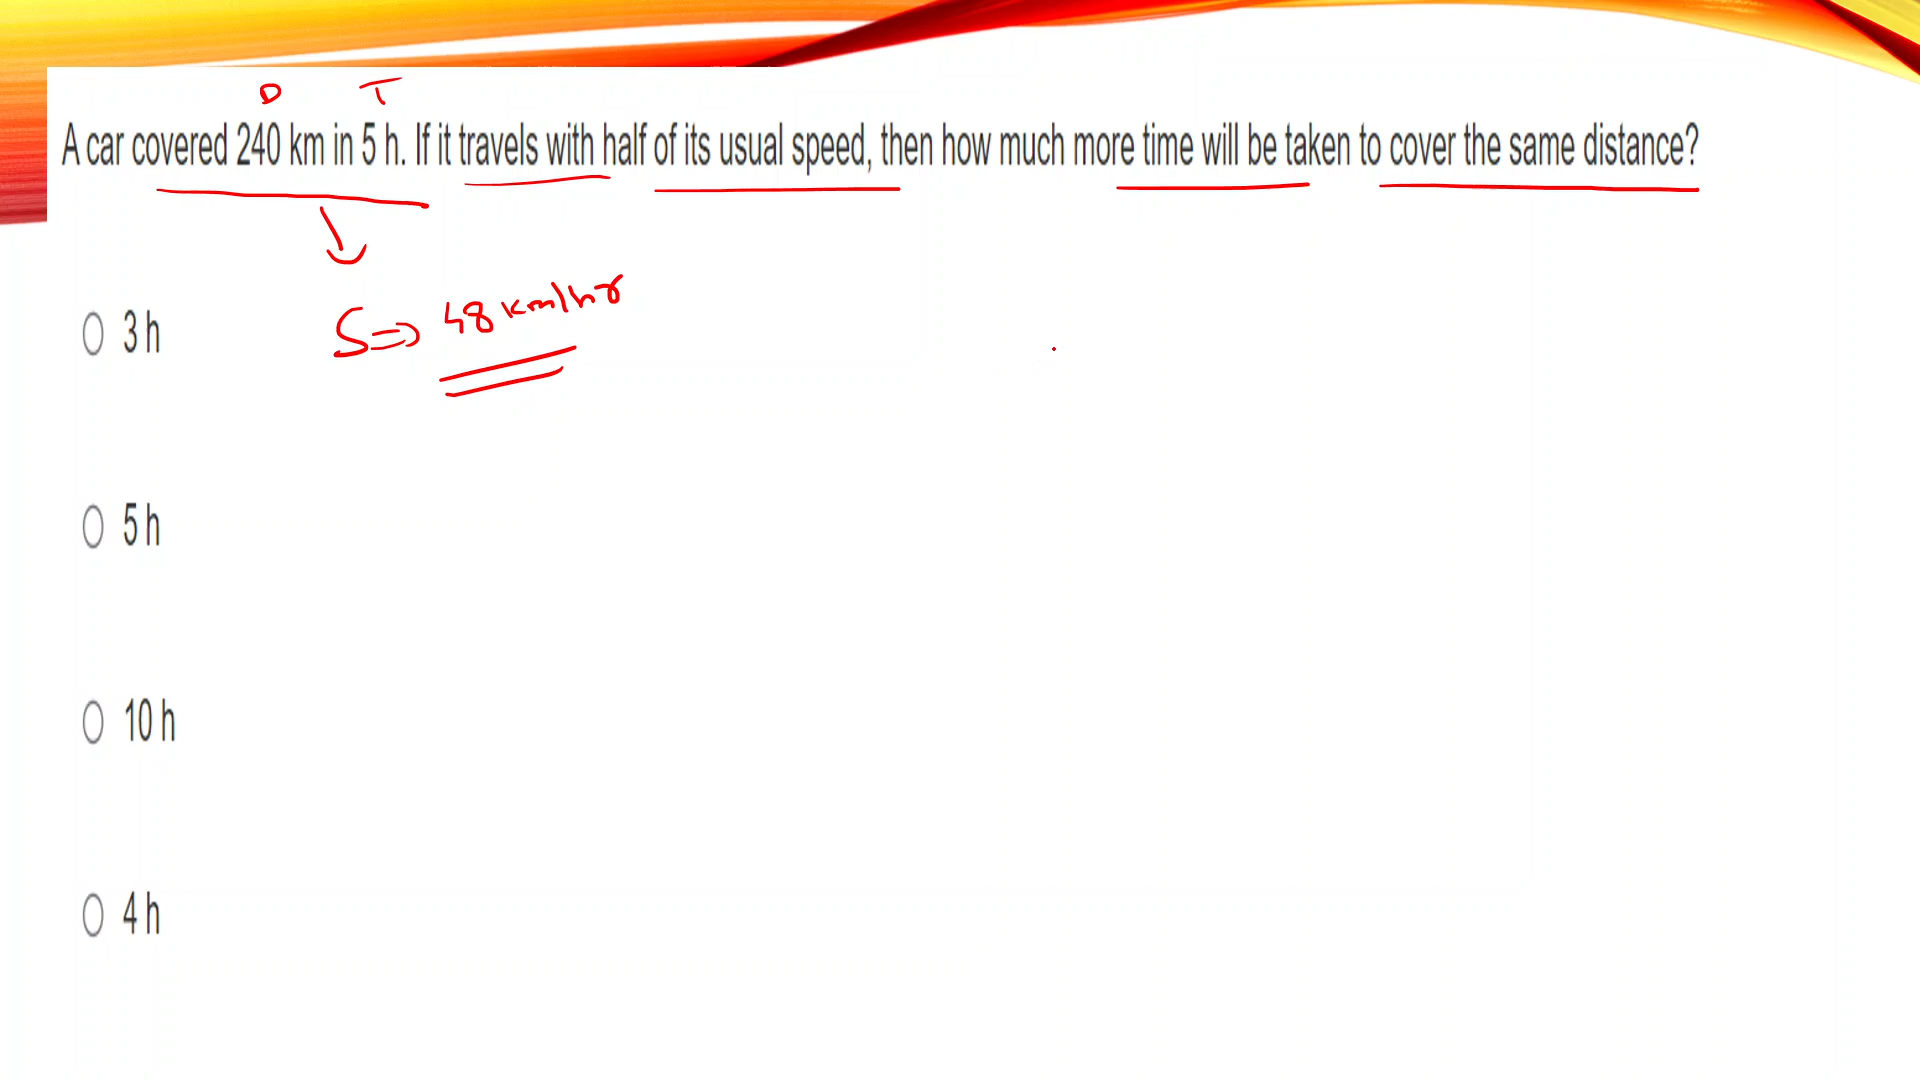 D T
A car covered 240 km in 5 h. If it travels with half of its usual speed, then how much more time will be taken to cover the same distance?
S⇒ 48 km/hr
3 h
5 h
10 h
4 h